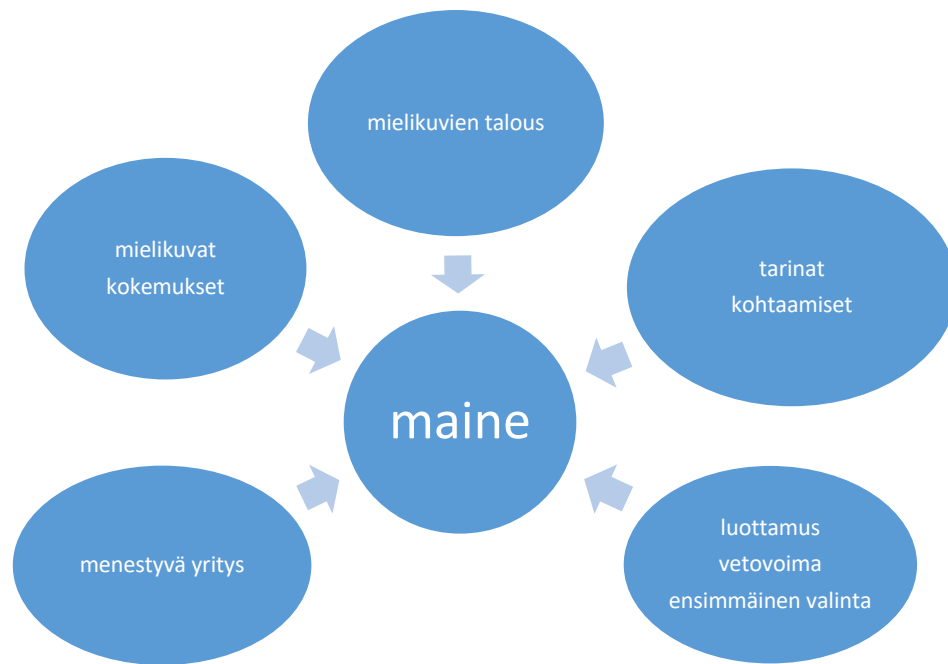 mielikuvien talous
mielikuvat
kokemukset
tarinat
kohtaamiset
maine
menestyvä yritys
luottamus
vetovoima
ensimmäinen valinta